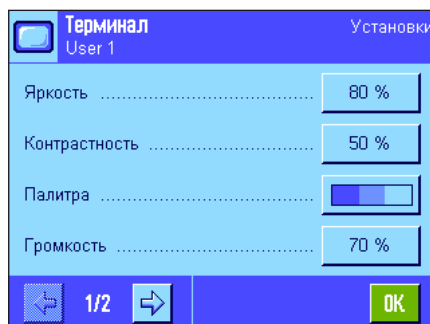 Терминал
Установки
User 1
Яркость ........................................ 80 %
Контрастность ............................... 50 %
Палитра ........................................
Громкость ..................................... 70 %
1/2
OK